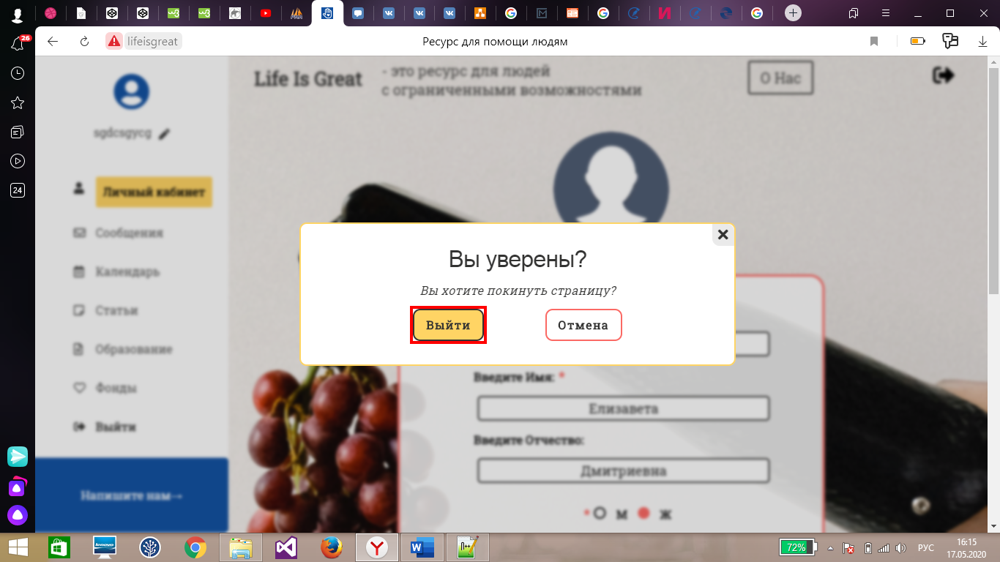 26
lifeisgreat
Ресурс для помощи людям
Life Is Great
- это ресурс для людей
с ограниченными возможностями
О Нас
sgdcsgycg
Личный кабинет
Сообщения
Календарь
Статьи
Образование
Фонды
Выйти
Напишите нам→
24
Вы уверены?
Вы хотите покинуть страницу?
Выйти
Отмена
Введите Имя: *
Елизавета
Введите Отчество:
Дмитриевна
* М Ж
72%
РУС
16:15
17.05.2020